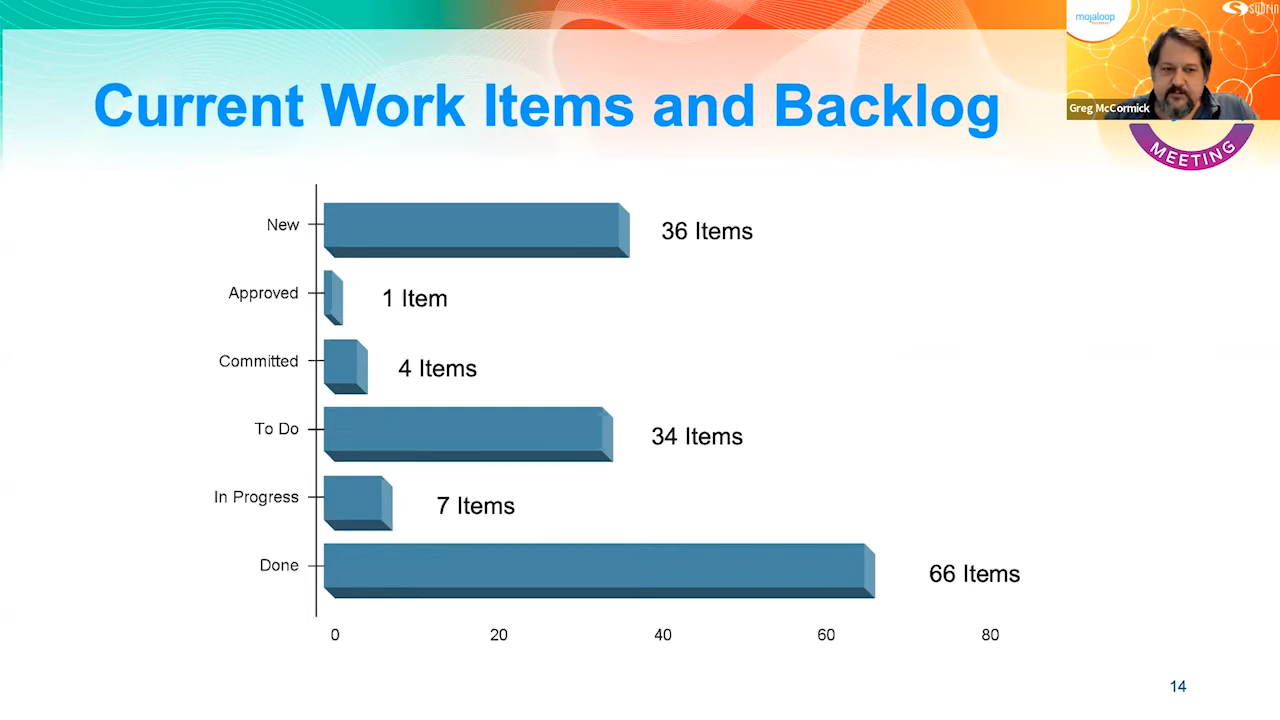 mojaloop
sybrin
Greg McCormick
MEETING
Current Work Items and Backlog
New
36 Items
Approved
1 Item
Committed
4 Items
To Do
34 Items
In Progress
7 Items
Done
66 Items
0 20 40 60 80
14